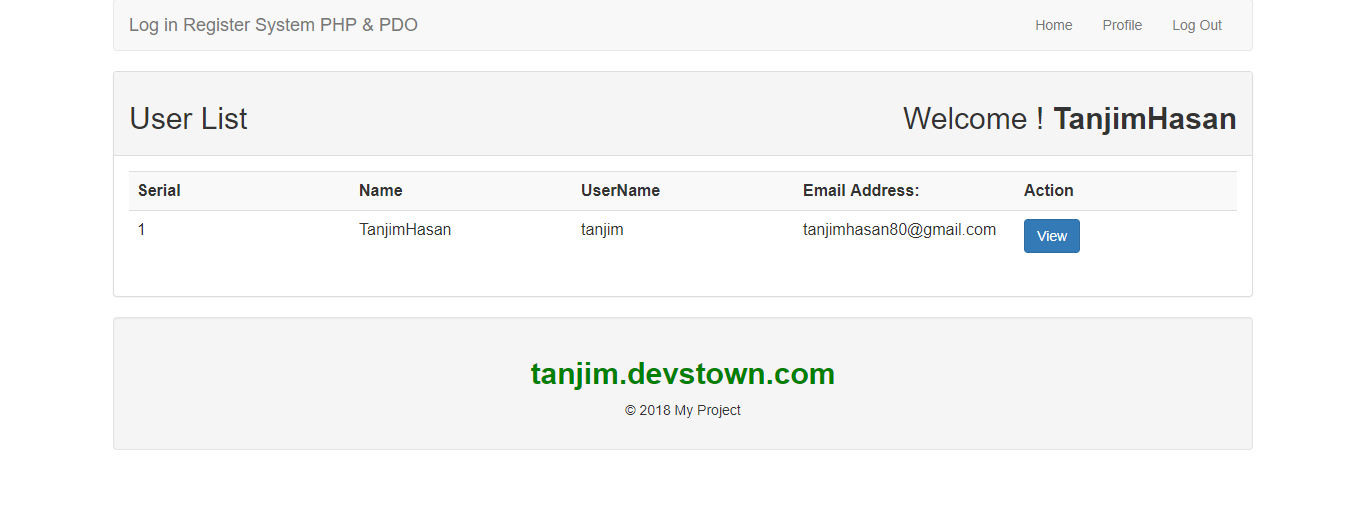 Log in Register System PHP & PDO Home Profile Log Out
User List Welcome ! TanjimHasan
Serial Name UserName Email Address: Action
1 TanjimHasan tanjim tanjimhasan80@gmail.com View
tanjim.devstown.com
© 2018 My Project